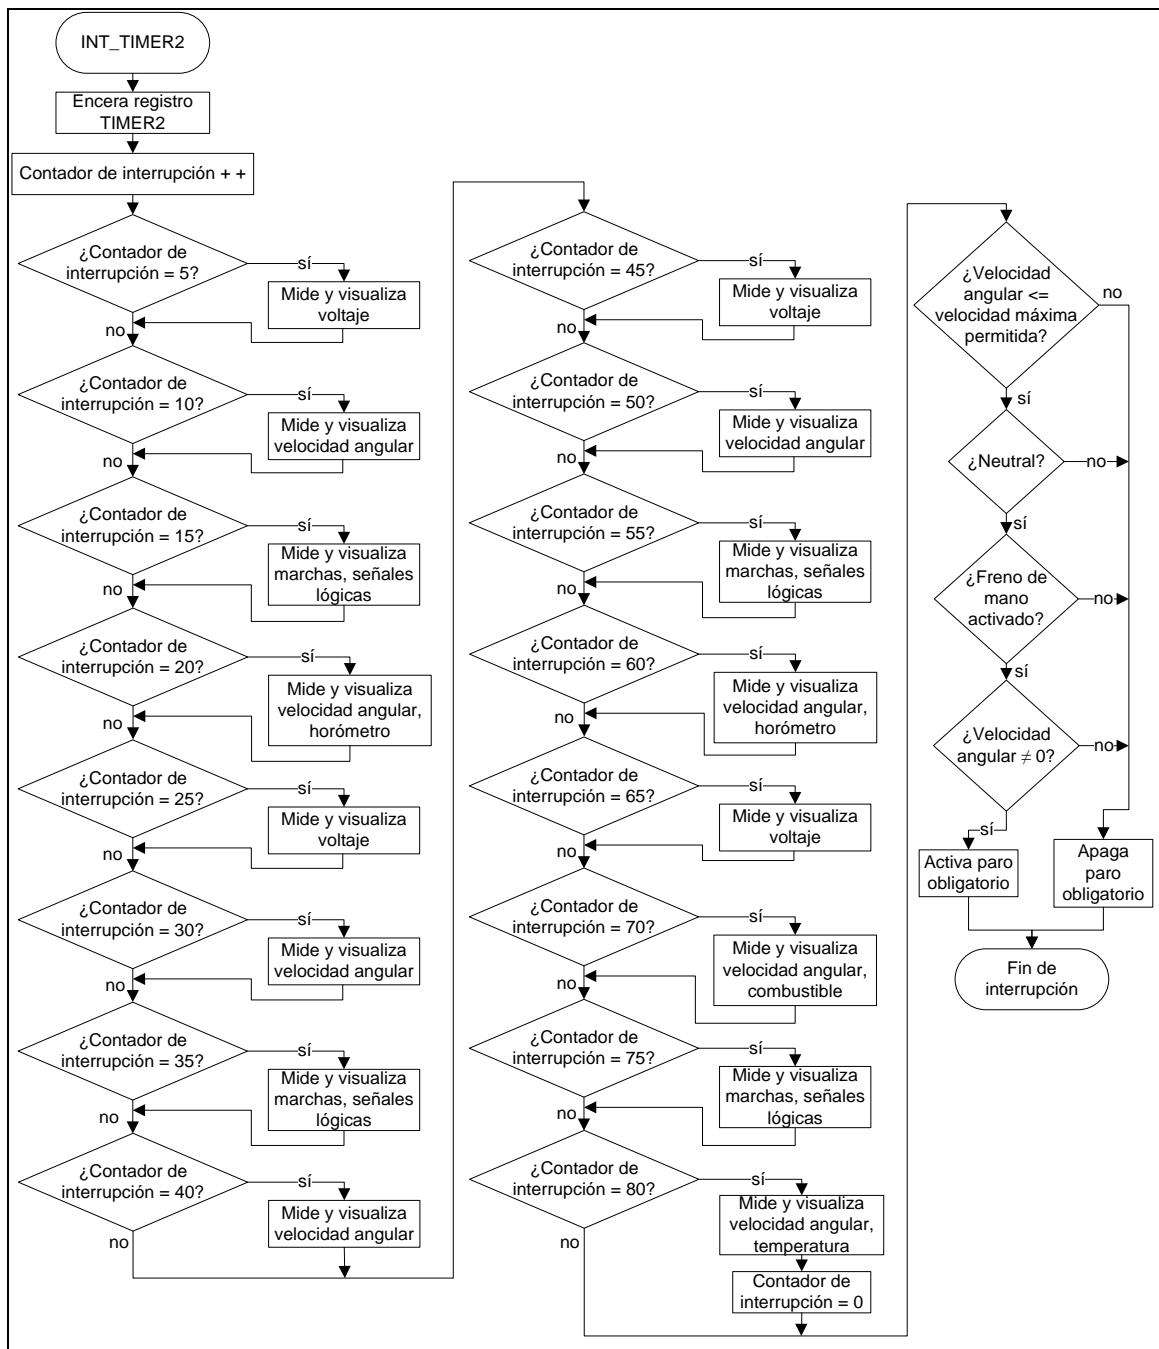 INT_TIMER2
Encera registro
TIMER2
Contador de interrupción + +
¿Contador de
interrupción = 5?
sí
Mide y visualiza
voltaje
no
¿Contador de
interrupción = 10?
sí
Mide y visualiza
velocidad angular
no
¿Contador de
interrupción = 15?
sí
Mide y visualiza
marchas, señales
lógicas
no
¿Contador de
interrupción = 20?
sí
Mide y visualiza
velocidad angular,
horómetro
no
¿Contador de
interrupción = 25?
sí
Mide y visualiza
voltaje
no
¿Contador de
interrupción = 30?
sí
Mide y visualiza
velocidad angular
no
¿Contador de
interrupción = 35?
sí
Mide y visualiza
marchas, señales
lógicas
no
¿Contador de
interrupción = 40?
sí
Mide y visualiza
velocidad angular
no
¿Contador de
interrupción = 45?
sí
Mide y visualiza
voltaje
no
¿Contador de
interrupción = 50?
sí
Mide y visualiza
velocidad angular
no
¿Contador de
interrupción = 55?
sí
Mide y visualiza
marchas, señales
lógicas
no
¿Contador de
interrupción = 60?
sí
Mide y visualiza
velocidad angular,
horómetro
no
¿Contador de
interrupción = 65?
sí
Mide y visualiza
voltaje
no
¿Contador de
interrupción = 70?
sí
Mide y visualiza
velocidad angular,
combustible
no
¿Contador de
interrupción = 75?
sí
Mide y visualiza
marchas, señales
lógicas
no
¿Contador de
interrupción = 80?
sí
Mide y visualiza
velocidad angular,
temperatura
no
Contador de
interrupción = 0
¿Velocidad
angular <=
velocidad máxima
permitida?
no
sí
¿Neutral?
no
sí
¿Freno de
mano
activado?
no
sí
¿Velocidad
angular ≠ 0?
no
sí
Activa paro
obligatorio
Apaga
paro
obligatorio
Fin de
interrupción